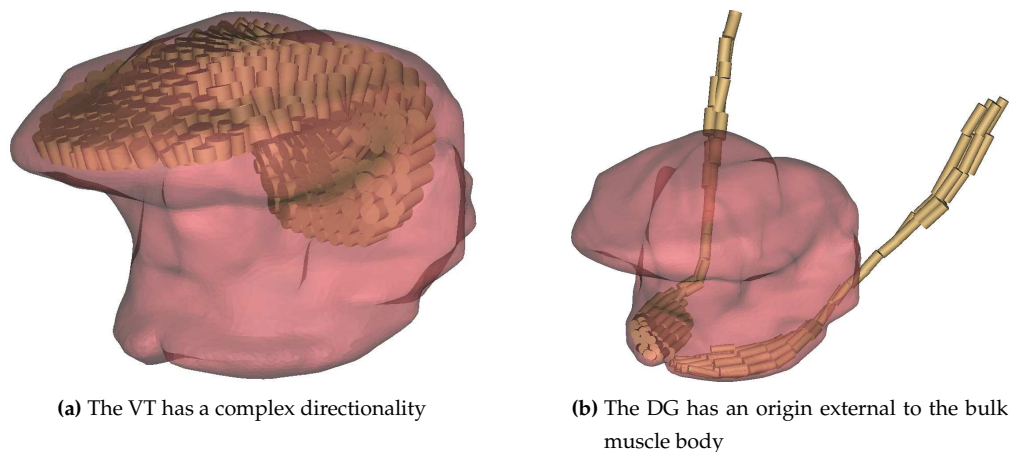 (a) The VT has a complex directionality
(b) The DG has an origin external to the bulk
muscle body